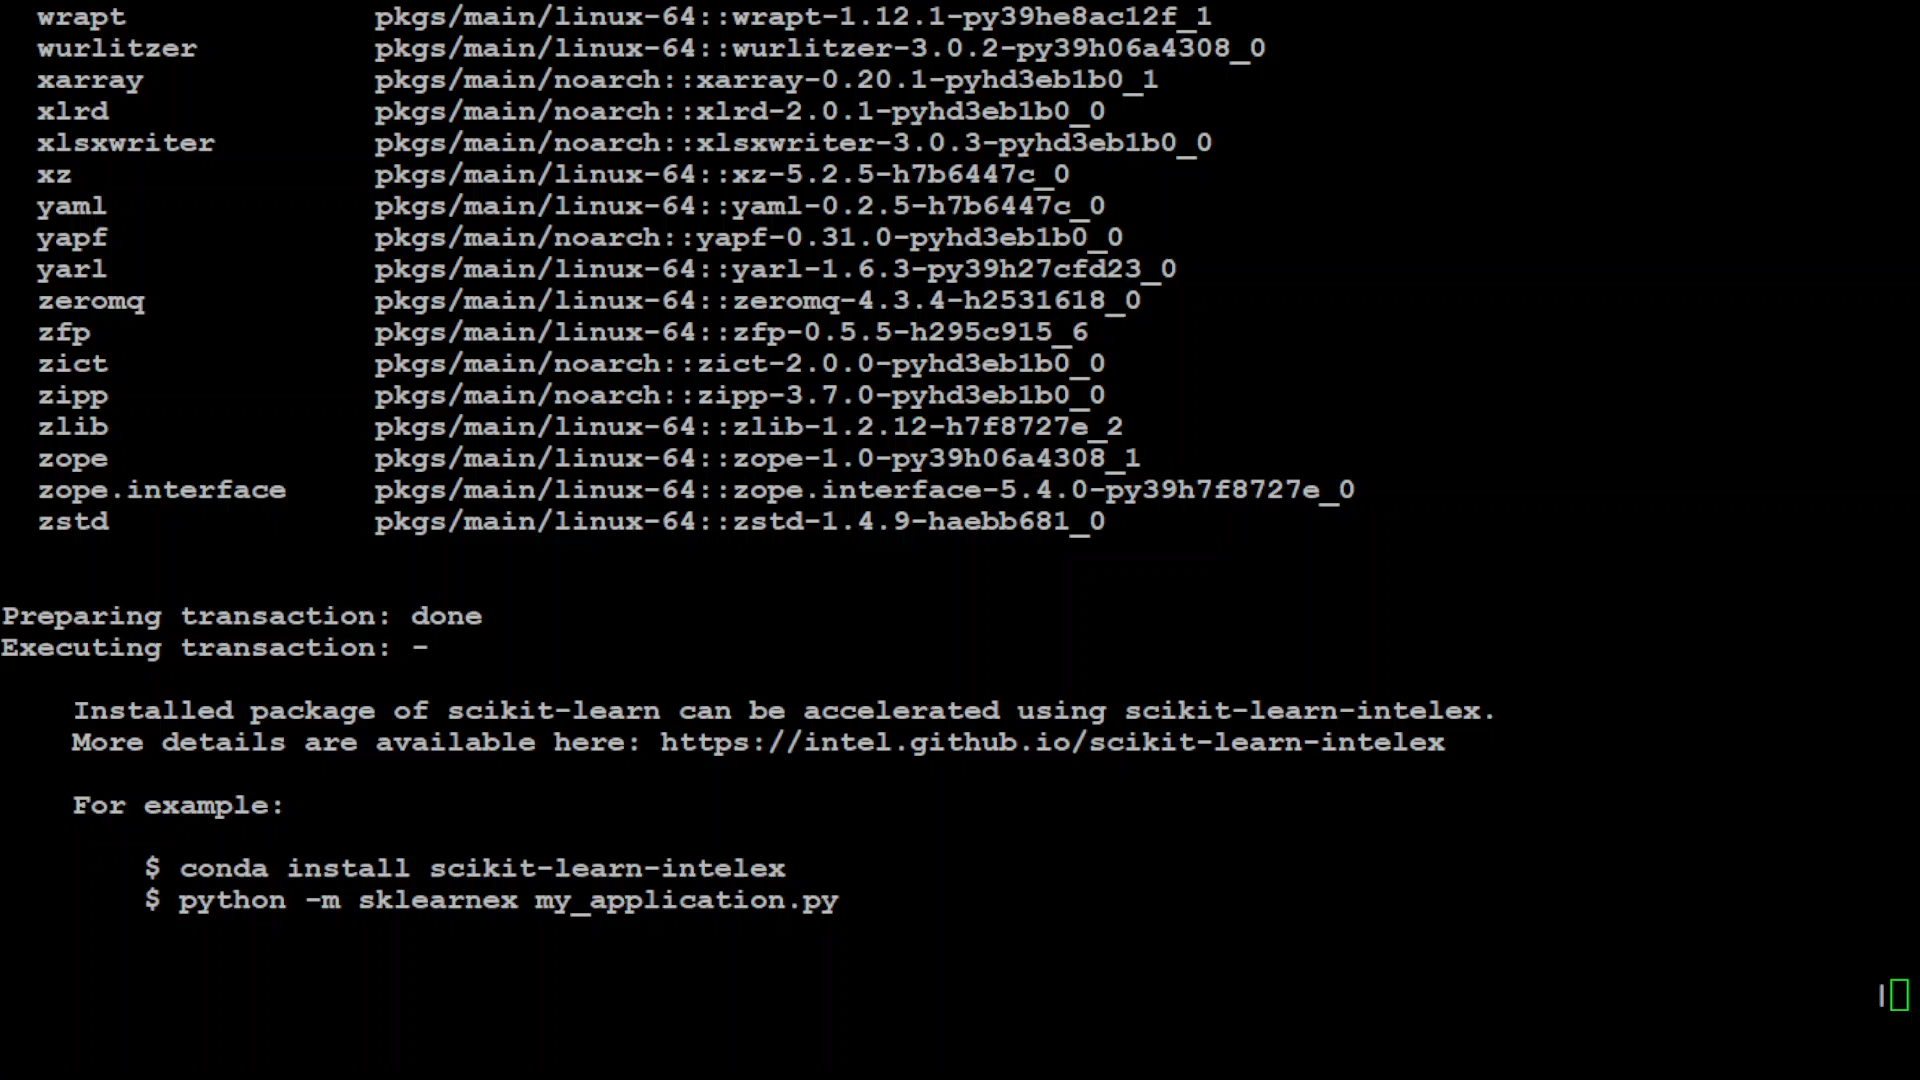 wrapt pkgs/main/linux-64::wrapt-1.12.1-py39he8ac12f_1
wurlitzer pkgs/main/linux-64::wurlitzer-3.0.2-py39h06a4308_0
xarray pkgs/main/noarch::xarray-0.20.1-pyhd3eb1b0_1
xlrd pkgs/main/noarch::xlrd-2.0.1-pyhd3eb1b0_0
xlsxwriter pkgs/main/noarch::xlsxwriter-3.0.3-pyhd3eb1b0_0
xz pkgs/main/linux-64::xz-5.2.5-h7b6447c_0
yaml pkgs/main/linux-64::yaml-0.2.5-h7b6447c_0
yapf pkgs/main/noarch::yapf-0.31.0-pyhd3eb1b0_0
yarl pkgs/main/linux-64::yarl-1.6.3-py39h27cfd23_0
zeromq pkgs/main/linux-64::zeromq-4.3.4-h2531618_0
zfp pkgs/main/linux-64::zfp-0.5.5-h295c915_6
zict pkgs/main/noarch::zict-2.0.0-pyhd3eb1b0_0
zipp pkgs/main/noarch::zipp-3.7.0-pyhd3eb1b0_0
zlib pkgs/main/linux-64::zlib-1.2.12-h7f8727e_2
zope pkgs/main/linux-64::zope-1.0-py39h06a4308_1
zope.interface pkgs/main/linux-64::zope.interface-5.4.0-py39h7f8727e_0
zstd pkgs/main/linux-64::zstd-1.4.9-haebb681_0
Preparing transaction: done
Executing transaction: -
Installed package of scikit-learn can be accelerated using scikit-learn-intelex.
More details are available here: https://intel.github.io/scikit-learn-intelex
For example:
$ conda install scikit-learn-intelex
$ python -m sklearnex my_application.py
|